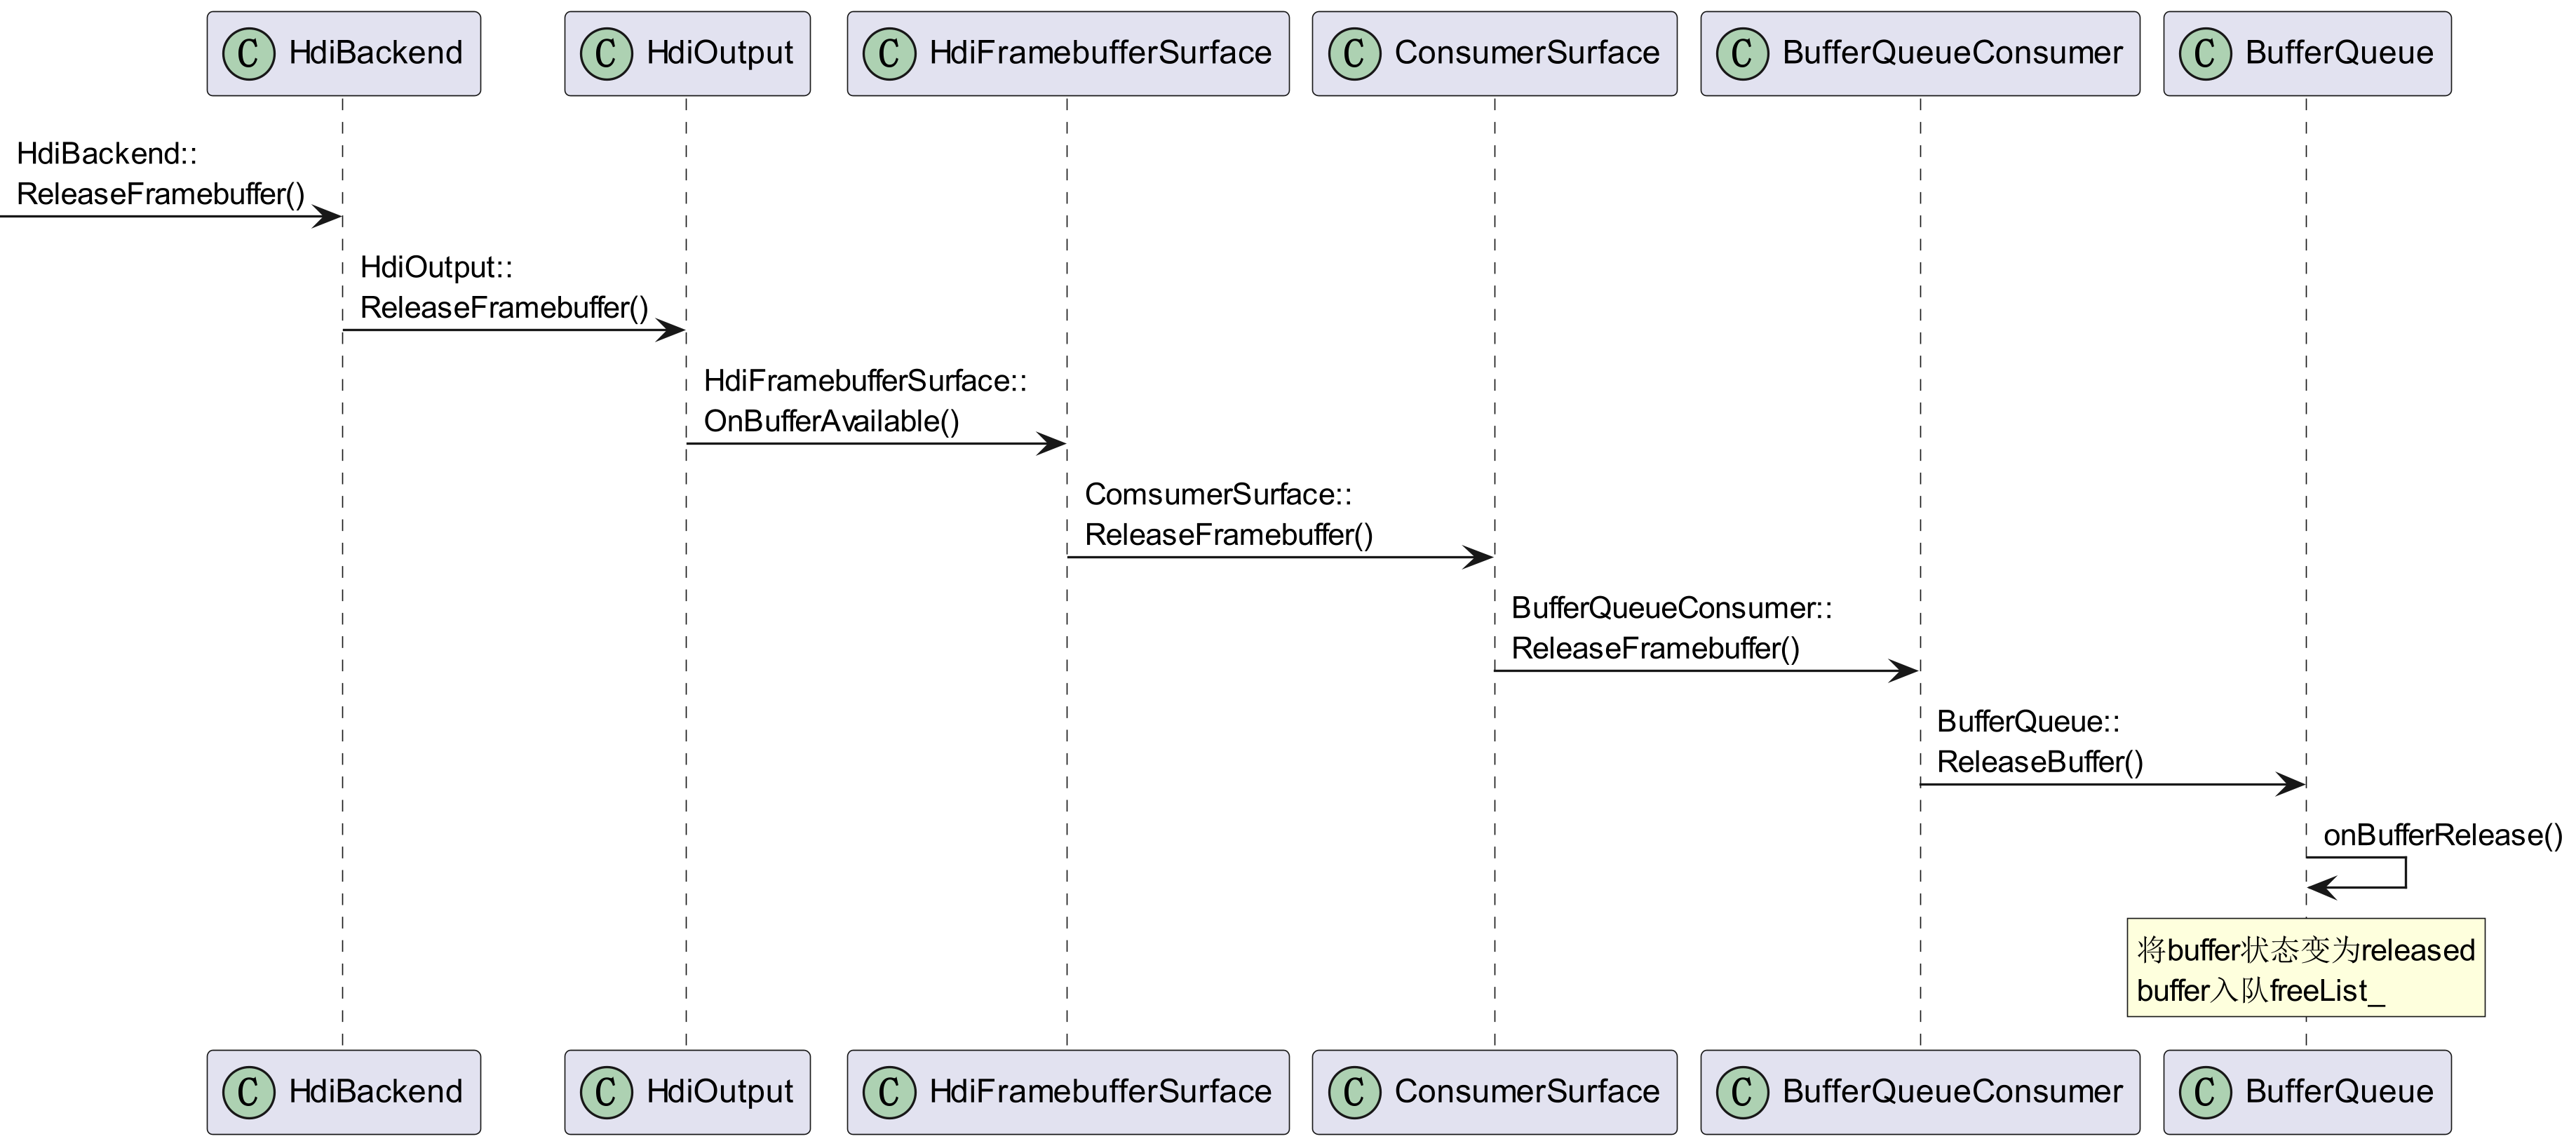 C HdiBackend
C HdiOutput
C HdiFramebufferSurface
C ConsumerSurface
C BufferQueueConsumer
C BufferQueue
HdiBackend::
ReleaseFramebuffer()
HdiOutput::
ReleaseFramebuffer()
HdiFramebufferSurface::
OnBufferAvailable()
ComsumerSurface::
ReleaseFramebuffer()
BufferQueueConsumer::
ReleaseFramebuffer()
BufferQueue::
ReleaseBuffer()
onBufferRelease()
将buffer状态变为released
buffer入队freeList_
C HdiBackend
C HdiOutput
C HdiFramebufferSurface
C ConsumerSurface
C BufferQueueConsumer
C BufferQueue